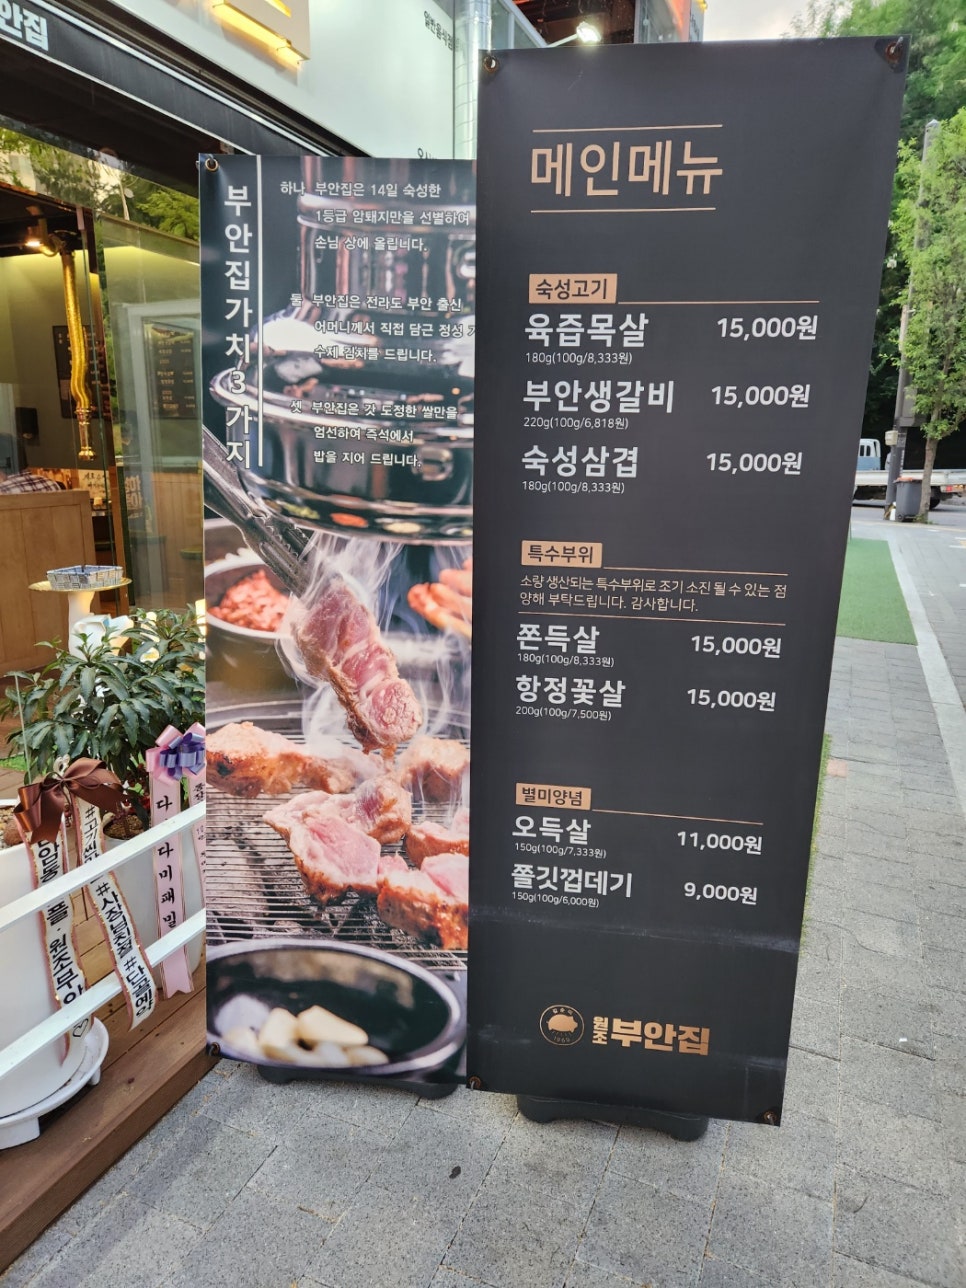 안집
부안집가치3가지
하나 부안집은 14일 숙성한
1등급 암퇘지만을 선별하여
손님 상에 올립니다.
둘 부안집은 전라도 부안 출신
어머니께서 직접 담근 정성
수제 김치를 드립니다.
셋 부안집은 갓 도정한 쌀만을
엄선하여 즉석에서
밥을 지어 드립니다.
메인메뉴
숙성고기
육즙목살 15,000원
180g(100g/8,333원)
부안생갈비 15,000원
220g(100g/6,818원)
숙성삼겹 15,000원
180g(100g/8,333원)
특수부위
소량 생산되는 특수부위로 조기 소진 될 수 있는 점
양해 부탁드립니다. 감사합니다.
쫀득살 15,000원
180g(100g/8,333원)
항정꽃살 15,000원
200g(100g/7,500원)
별미양념
오득살 11,000원
150g(100g/7,333원)
쫄깃껍데기 9,000원
150g(100g/6,000원)
원조 부안집